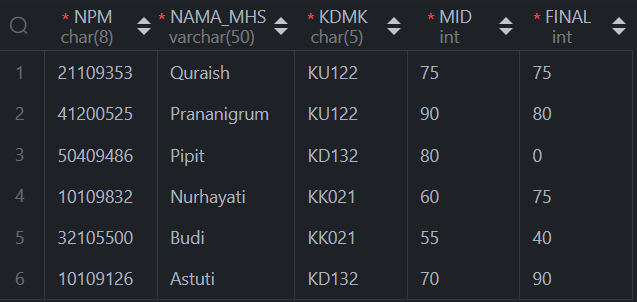 * NPM * NAMA_MHS * KDMK * MID * FINAL
char(8) varchar(50) char(5) int int
1 21109353 Quraish KU122 75 75
2 41200525 Prananigrum KU122 90 80
3 50409486 Pipit KD132 80 0
4 10109832 Nurhayati KK021 60 75
5 32105500 Budi KK021 55 40
6 10109126 Astuti KD132 70 90